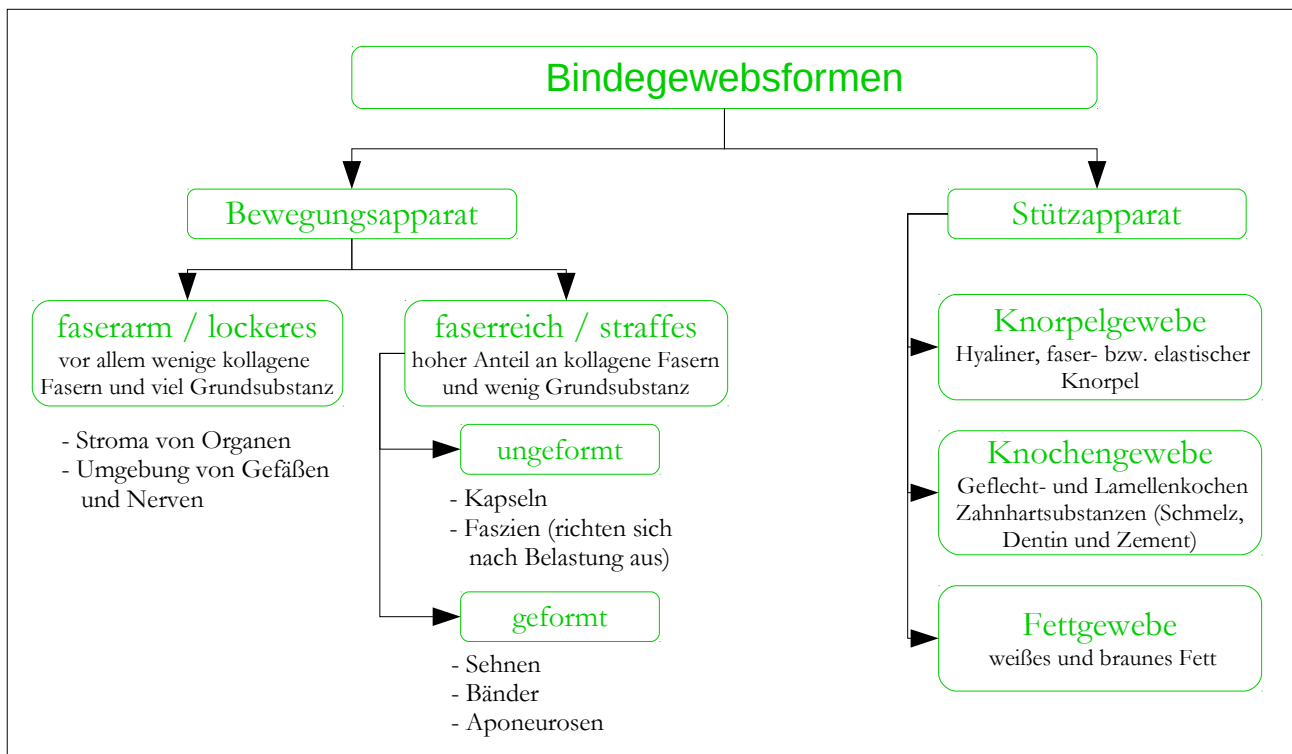 Bindegewebsformen
Bewegungsapparat
Stützapparat
faserarm / lockeres
vor allem wenige kollagene
Fasern und viel Grundsubstanz
- Stroma von Organen
- Umgebung von Gefäßen
und Nerven
faserreich / straffes
hoher Anteil an kollagene Fasern
und wenig Grundsubstanz
ungeformt
- Kapseln
- Faszien (richten sich
nach Belastung aus)
geformt
- Sehnen
- Bänder
- Aponeurosen
Knorpelgewebe
Hyaliner, faser- bzw. elastischer
Knorpel
Knochengewebe
Geflecht- und Lamellenkochen
Zahnhartsubstanzen (Schmelz,
Dentin und Zement)
Fettgewebe
weißes und braunes Fett